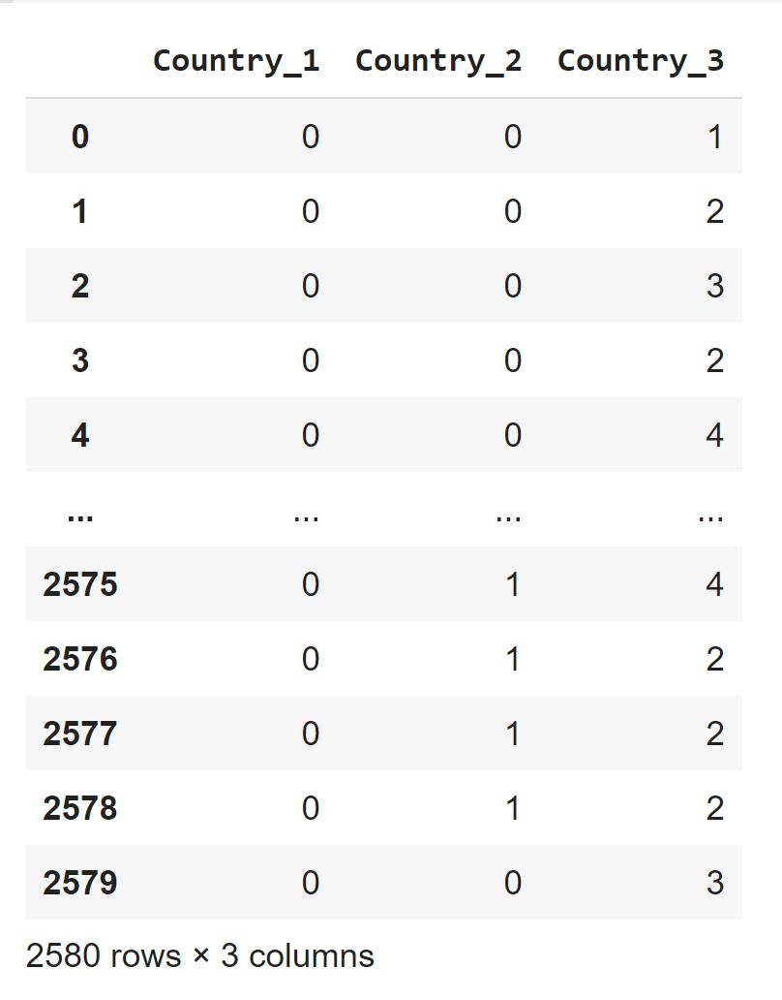 Country_1 Country_2 Country_3
0 0 0 1
1 0 0 2
2 0 0 3
3 0 0 2
4 0 0 4
... ... ... ...
2575 0 1 4
2576 0 1 2
2577 0 1 2
2578 0 1 2
2579 0 0 3
2580 rows × 3 columns